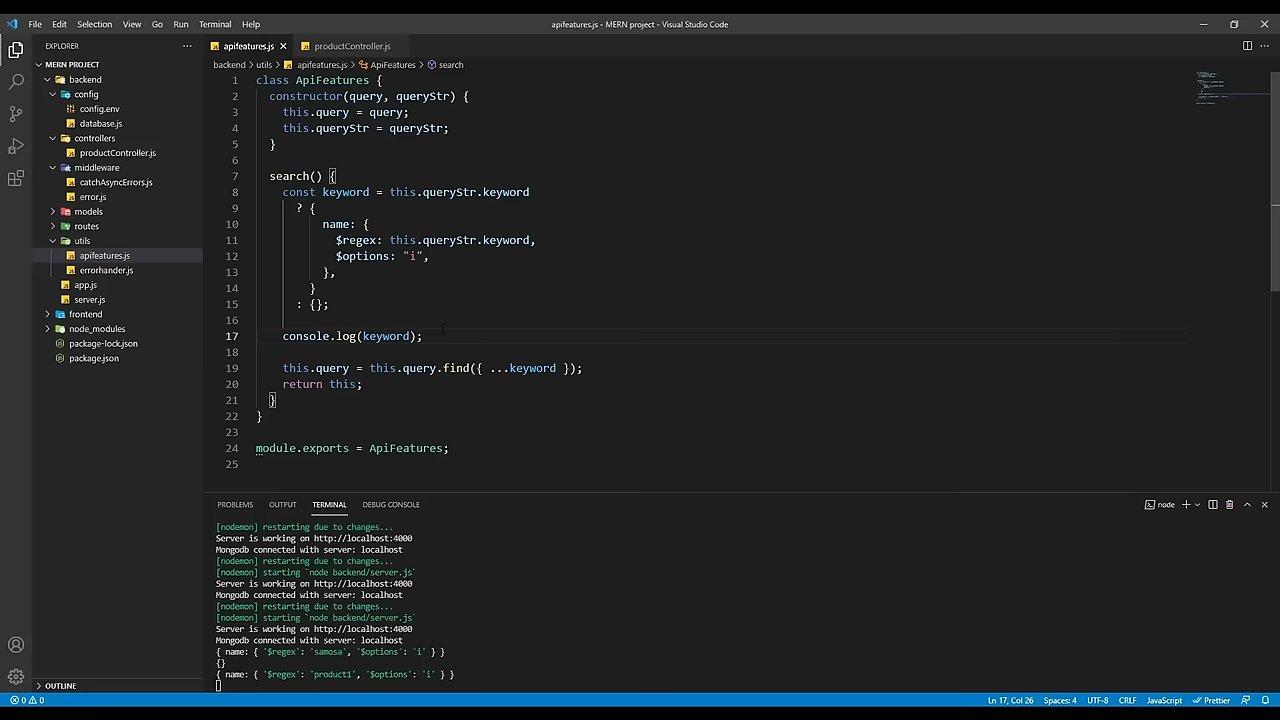 File Edit Selection View Go Run Terminal Help
apifeatures.js - MERN project - Visual Studio Code
EXPLORER
MERN PROJECT
backend
config
config.env
database.js
controllers
productController.js
middleware
catchAsyncErrors.js
error.js
models
routes
utils
apifeatures.js
errorhander.js
app.js
server.js
frontend
node_modules
package-lock.json
package.json
OUTLINE
apifeatures.js
productController.js
backend > utils > apifeatures.js > ApiFeatures > search
1 class ApiFeatures {
2 constructor(query, queryStr) {
3 this.query = query;
4 this.queryStr = queryStr;
5 }
6
7 search() {
8 const keyword = this.queryStr.keyword
9 ? {
10 name: {
11 $regex: this.queryStr.keyword,
12 $options: "i",
13 },
14 }
15 : {};
16
17 console.log(keyword);
18
19 this.query = this.query.find({ ...keyword });
20 return this;
21 }
22 }
23
24 module.exports = ApiFeatures;
25
PROBLEMS OUTPUT TERMINAL DEBUG CONSOLE
node
[nodemon] restarting due to changes...
Server is working on http://localhost:4000
Mongodb connected with server: localhost
[nodemon] restarting due to changes...
[nodemon] starting `node backend/server.js`
Server is working on http://localhost:4000
Mongodb connected with server: localhost
[nodemon] restarting due to changes...
[nodemon] starting `node backend/server.js`
Server is working on http://localhost:4000
Mongodb connected with server: localhost
{ name: { '$regex': 'samosa', '$options': 'i' } }
{}
{ name: { '$regex': 'product1', '$options': 'i' } }
0 0
Ln 17, Col 26 Spaces: 4 UTF-8 CRLF JavaScript Prettier